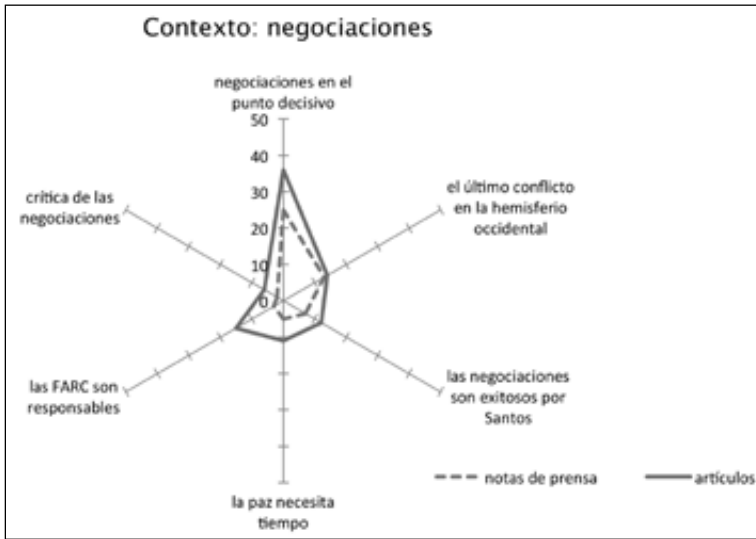 Contexto: negociaciones
negociaciones en el
punto decisivo
50
40
30
20
10
0
el último conflicto
en la hemisferio
occidental
las negociaciones
son exitosos por
Santos
la paz necesita
tiempo
las FARC son
responsables
crítica de las
negociaciones
notas de prensa
artículos